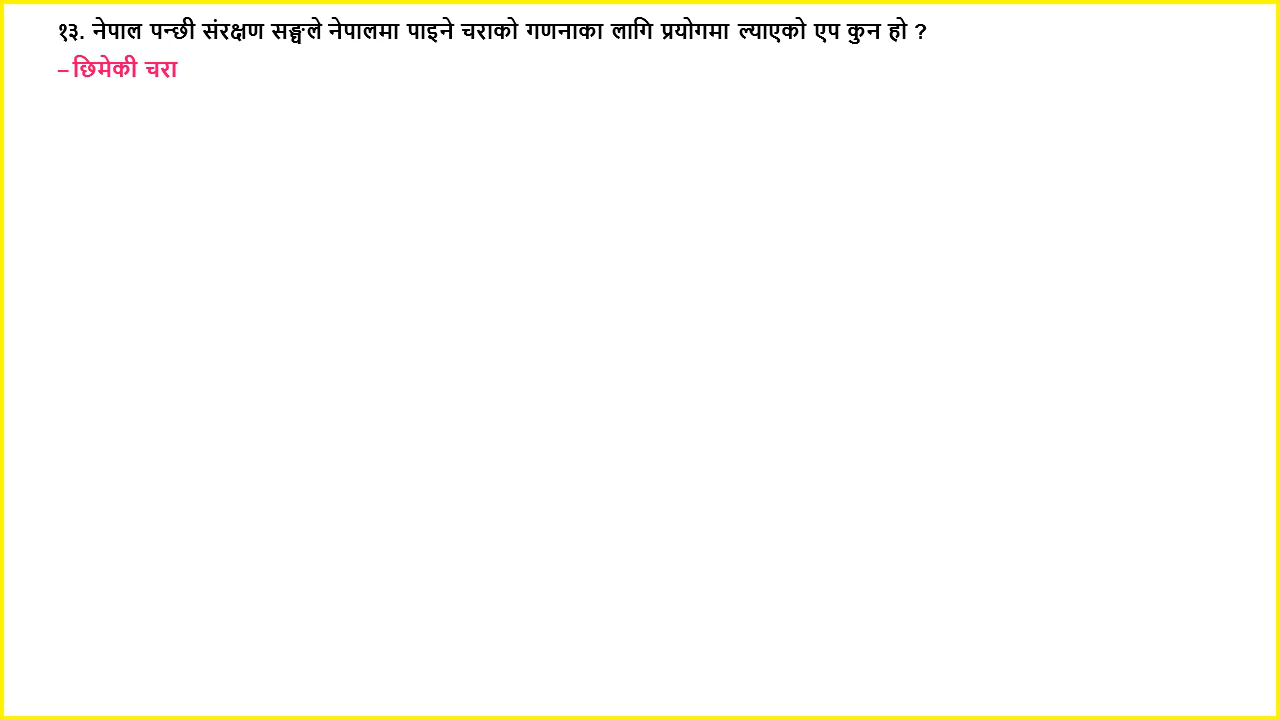 १३. नेपाल पन्छी संरक्षण सङ्घले नेपालमा पाइने चराको गणनाका लागि प्रयोगमा ल्याएको एप कुन हो ?
– छिमेकी चरा